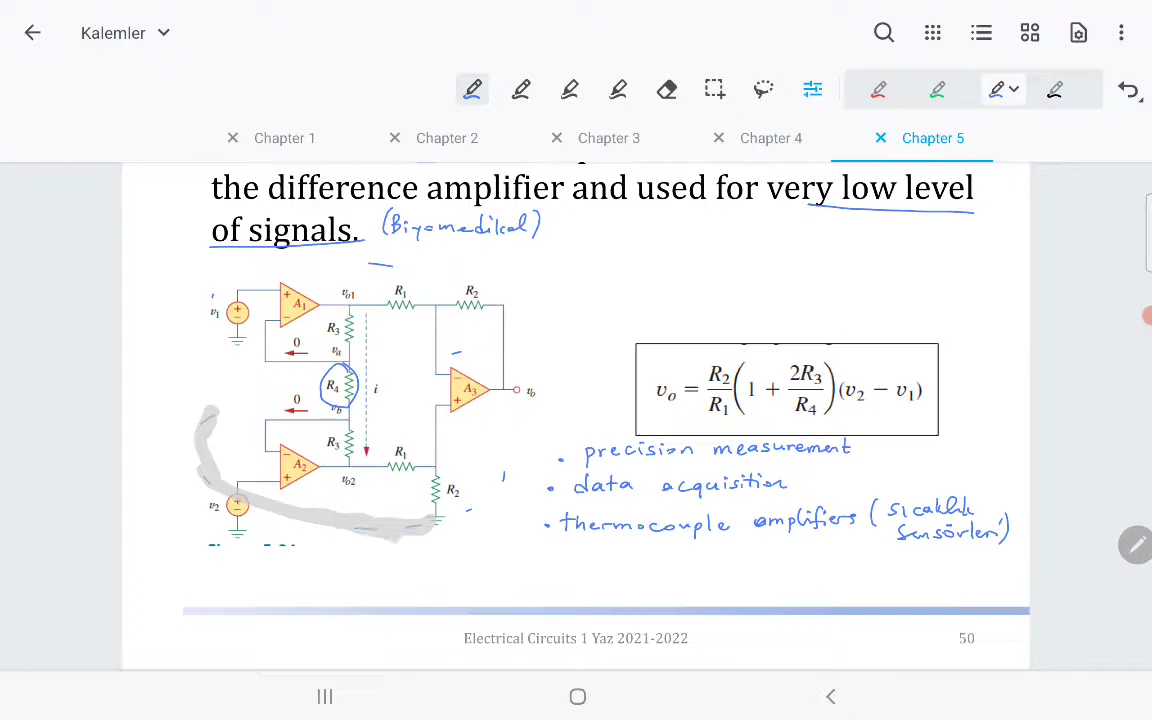 Kalemler
Chapter 1
Chapter 2
Chapter 3
Chapter 4
Chapter 5
the difference amplifier and used for very low level
of signals. (Biyomedikal)
v1
A1
vo1
R1
R2
R3
0
va
R4
i
0
vb
A3
vo
R3
A2
R1
vo2
v2
R2
vo = R2/R1 (1 + 2R3/R4) (v2 − v1)
• precision measurement
• data acquisition
• thermocouple amplifiers (sıcaklık
sensörleri)
Electrical Circuits 1 Yaz 2021-2022
50